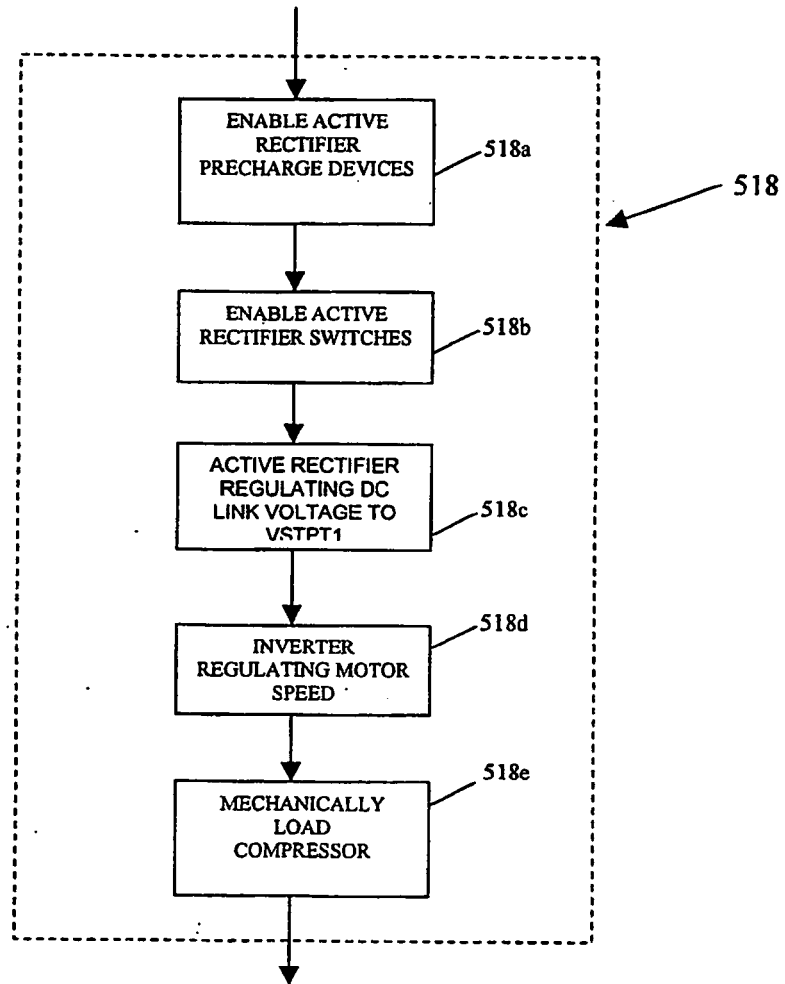 ENABLE ACTIVE
RECTIFIER
PRECHARGE DEVICES
518a
518
ENABLE ACTIVE
RECTIFIER SWITCHES
518b
ACTIVE RECTIFIER
REGULATING DC
LINK VOLTAGE TO
VSTPT1
518c
INVERTER
REGULATING MOTOR
SPEED
518d
MECHANICALLY
LOAD
COMPRESSOR
518e